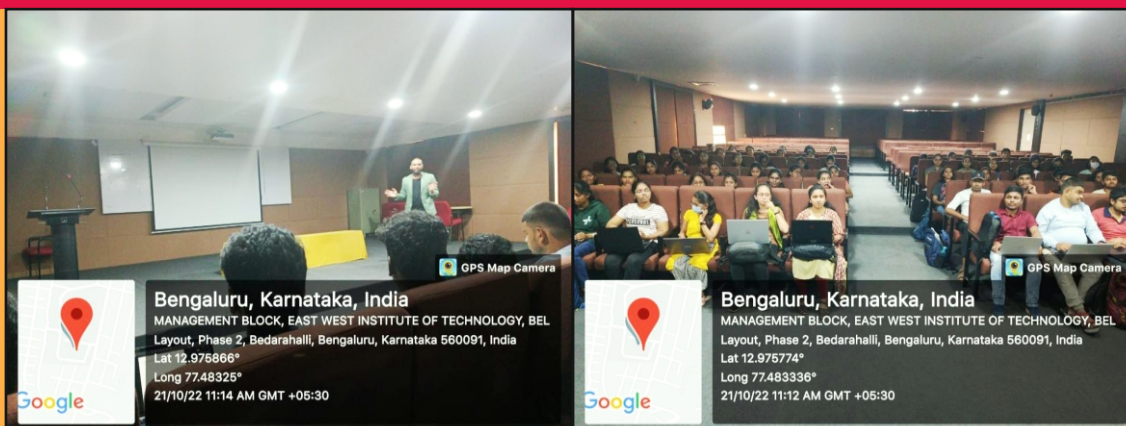 GPS Map Camera
Bengaluru, Karnataka, India
MANAGEMENT BLOCK, EAST WEST INSTITUTE OF TECHNOLOGY, BEL
Layout, Phase 2, Bedarahalli, Bengaluru, Karnataka 560091, India
Lat 12.975866°
Long 77.48325°
21/10/22 11:14 AM GMT +05:30
Google
GPS Map Camera
Bengaluru, Karnataka, India
MANAGEMENT BLOCK, EAST WEST INSTITUTE OF TECHNOLOGY, BEL
Layout, Phase 2, Bedarahalli, Bengaluru, Karnataka 560091, India
Lat 12.975774°
Long 77.483336°
21/10/22 11:12 AM GMT +05:30
Google